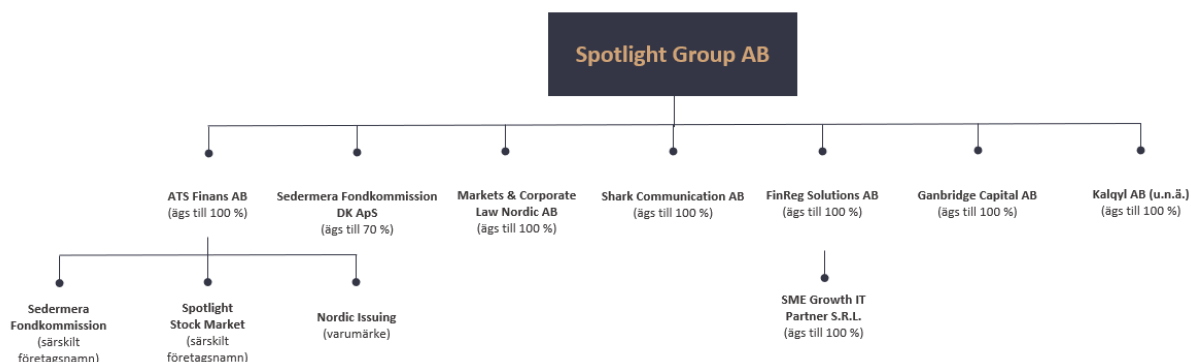 Spotlight Group AB
ATS Finans AB
(ägs till 100 %)
Sedermera Fondkommission
DK ApS
(ägs till 70 %)
Markets & Corporate
Law Nordic AB
(ägs till 100 %)
Shark Communication AB
(ägs till 100 %)
FinReg Solutions AB
(ägs till 100 %)
Ganbridge Capital AB
(ägs till 100 %)
Kalqyl AB (u.n.ä.)
(ägs till 100 %)
Sedermera
Fondkommission
(särskilt
företagsnamn)
Spotlight
Stock Market
(särskilt
företagsnamn)
Nordic Issuing
(varumärke)
SME Growth IT
Partner S.R.L.
(ägs till 100 %)